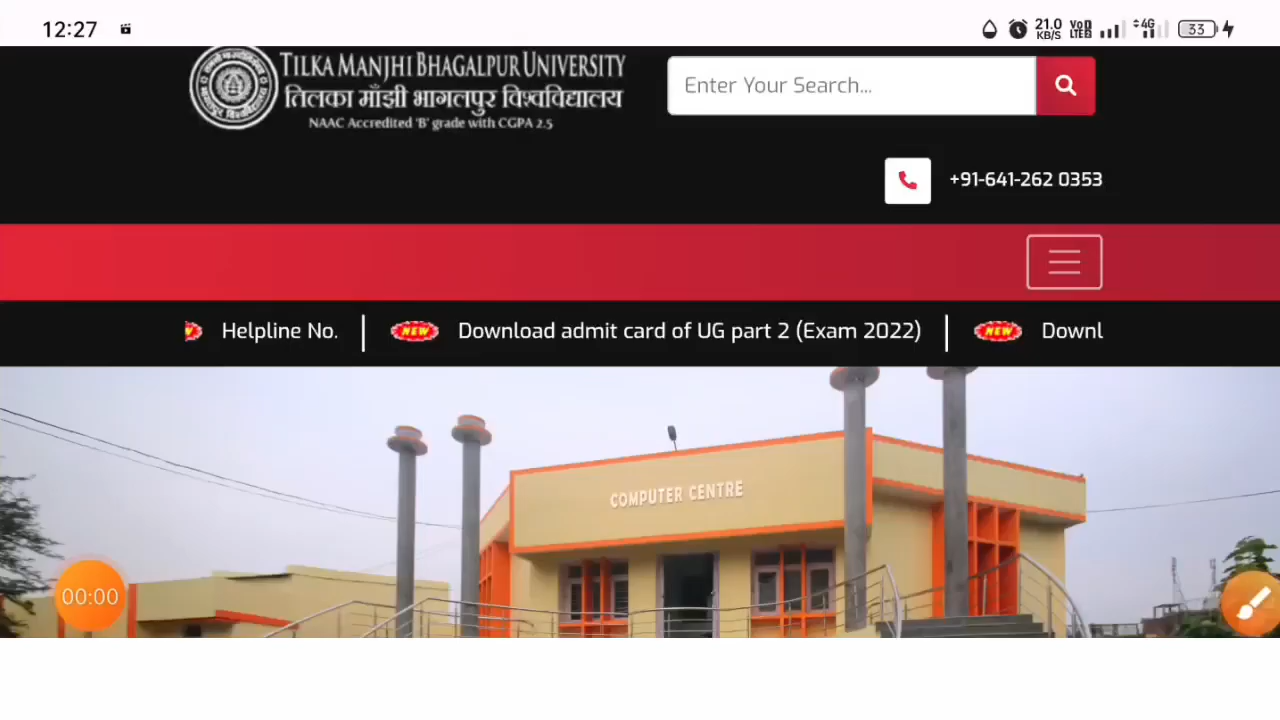 12:27
21.0
KB/S
Vo
LTE
4G
33
TILKA MANJHI BHAGALPUR UNIVERSITY
तिलका माँझी भागलपुर विश्वविद्यालय
NAAC Accredited 'B' grade with CGPA 2.5
Enter Your Search...
+91-641-262 0353
Helpline No.
NEW
Download admit card of UG part 2 (Exam 2022)
NEW
Downl
COMPUTER CENTRE
00:00